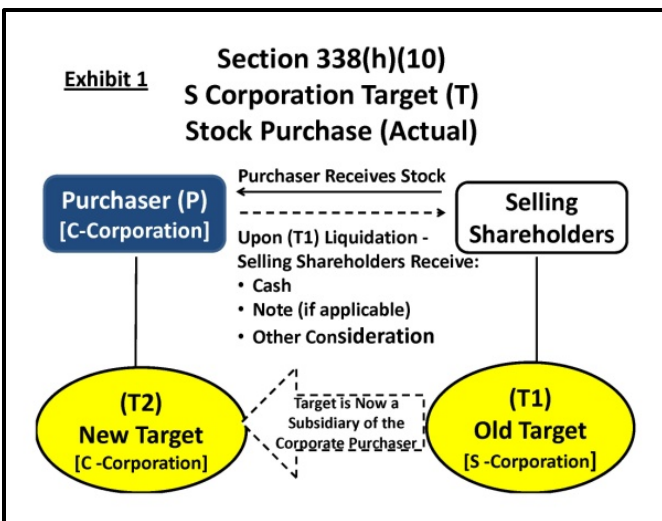 Exhibit 1
Section 338(h)(10)
S Corporation Target (T)
Stock Purchase (Actual)
Purchaser (P)
[C-Corporation]
Purchaser Receives Stock
Selling
Shareholders
Upon (T1) Liquidation -
Selling Shareholders Receive:
• Cash
• Note (if applicable)
• Other Consideration
(T2)
New Target
[C -Corporation]
Target is Now a
Subsidiary of the
Corporate Purchaser
(T1)
Old Target
[S -Corporation]